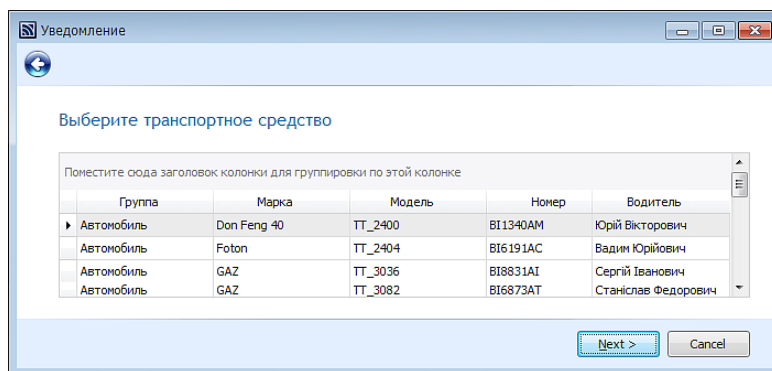 Уведомление
Выберите транспортное средство
Поместите сюда заголовок колонки для группировки по этой колонке
Группа Марка Модель Номер Водитель
Автомобиль Don Feng 40 TT_2400 BI1340AM Юрій Вікторович
Автомобиль Foton TT_2404 BI6191AC Вадим Юрійович
Автомобиль GAZ TT_3036 BI8831AI Сергій Іванович
Автомобиль GAZ TT_3082 BI6873AT Станіслав Федорович
Next > Cancel